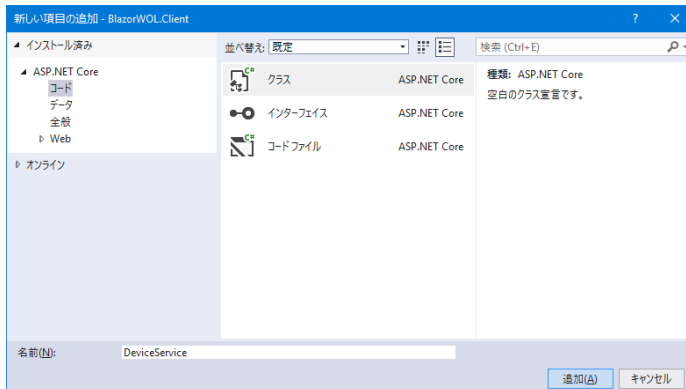 新しい項目の追加 - BlazorWOL.Client
? ×
インストール済み
並べ替え: 既定
検索 (Ctrl+E)
ASP.NET Core
コード
データ
全般
Web
オンライン
C# クラス ASP.NET Core
インターフェイス ASP.NET Core
C# コード ファイル ASP.NET Core
種類: ASP.NET Core
空白のクラス宣言です。
名前(N): DeviceService
追加(A) キャンセル